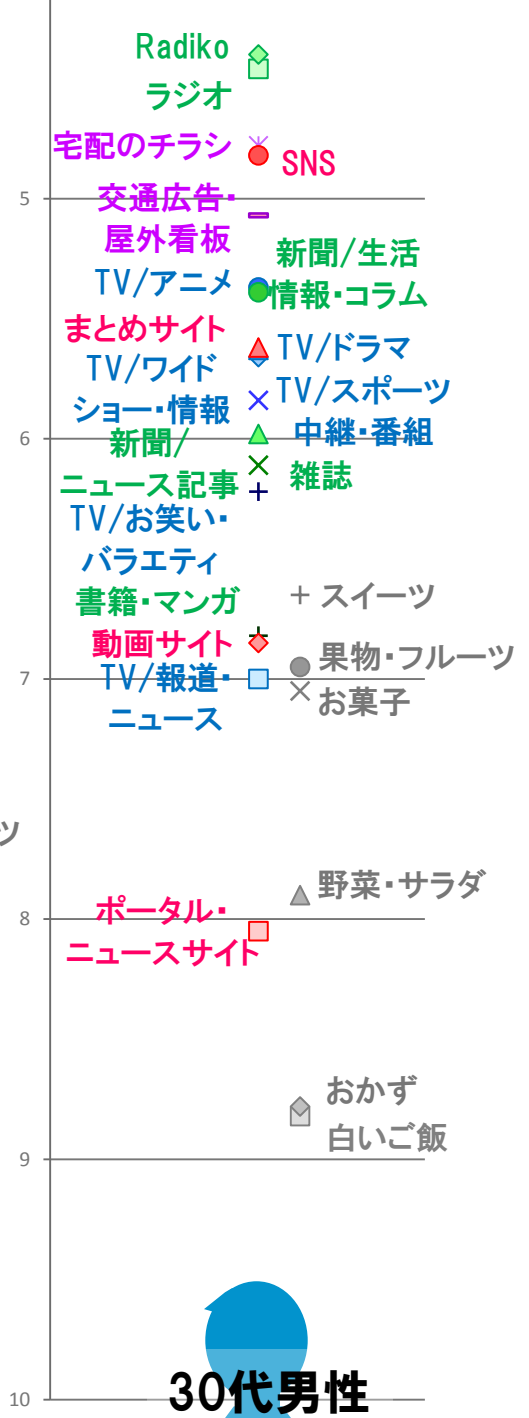 Radiko
ラジオ
宅配のチラシ
SNS
5
交通広告・
屋外看板
新聞/生活
情報・コラム
TV/アニメ
まとめサイト
TV/ドラマ
TV/ワイド
ショー・情報
TV/スポーツ
中継・番組
6
新聞/
ニュース記事
雑誌
TV/お笑い・
バラエティ
書籍・マンガ
スイーツ
動画サイト
果物・フルーツ
7
TV/報道・
ニュース
お菓子
ツ
野菜・サラダ
8
ポータル・
ニュースサイト
おかず
白いご飯
9
30代男性
10